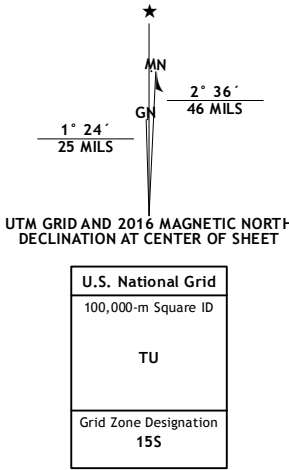 ★
MN
GN
2° 36´
46 MILS
1° 24´
25 MILS
UTM GRID AND 2016 MAGNETIC NORTH
DECLINATION AT CENTER OF SHEET
U.S. National Grid
100,000-m Square ID
TU
Grid Zone Designation
15S